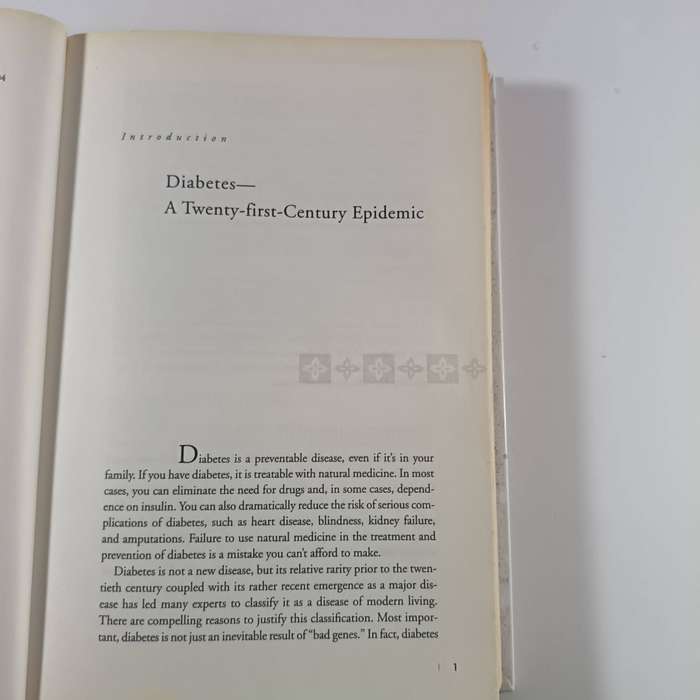 Introduction
Diabetes—
A Twenty-first-Century Epidemic
Diabetes is a preventable disease, even if it's in your
family. If you have diabetes, it is treatable with natural medicine. In most
cases, you can eliminate the need for drugs and, in some cases, depend-
ence on insulin. You can also dramatically reduce the risk of serious com-
plications of diabetes, such as heart disease, blindness, kidney failure,
and amputations. Failure to use natural medicine in the treatment and
prevention of diabetes is a mistake you can't afford to make.
Diabetes is not a new disease, but its relative rarity prior to the twen-
tieth century coupled with its rather recent emergence as a major dis-
ease has led many experts to classify it as a disease of modern living.
There are compelling reasons to justify this classification. Most impor-
tant, diabetes is not just an inevitable result of "bad genes." In fact, diabetes
| 1